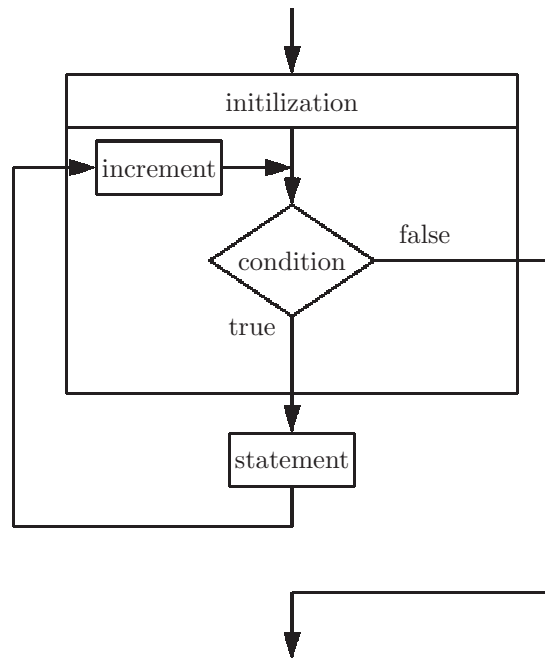 initilization
increment
false
condition
true
statement